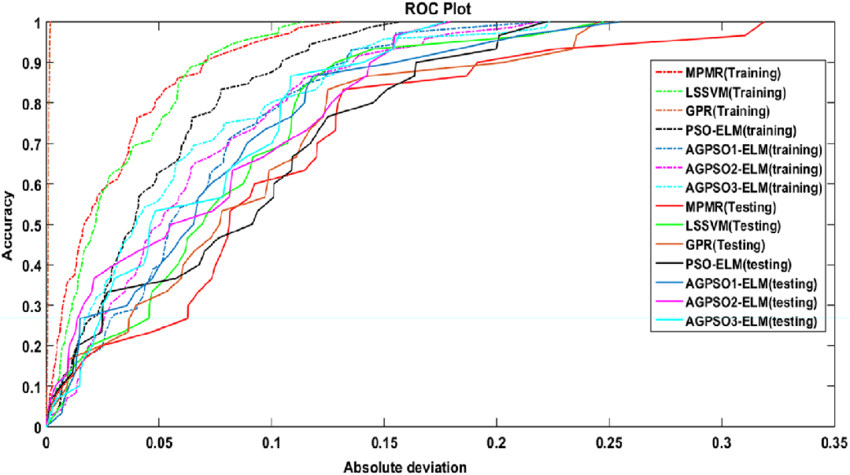 ROC Plot
1
0.9
0.8
0.7
0.6
0.5
0.4
0.3
0.2
0.1
0
Accuracy
0
0.05
0.1
0.15
0.2
0.25
0.3
0.35
Absolute deviation
MPMR(Training)
LSSVM(Training)
GPR(Training)
PSO-ELM(training)
AGPSO1-ELM(training)
AGPSO2-ELM(training)
AGPSO3-ELM(training)
MPMR(Testing)
LSSVM(Testing)
GPR(Testing)
PSO-ELM(testing)
AGPSO1-ELM(testing)
AGPSO2-ELM(testing)
AGPSO3-ELM(testing)